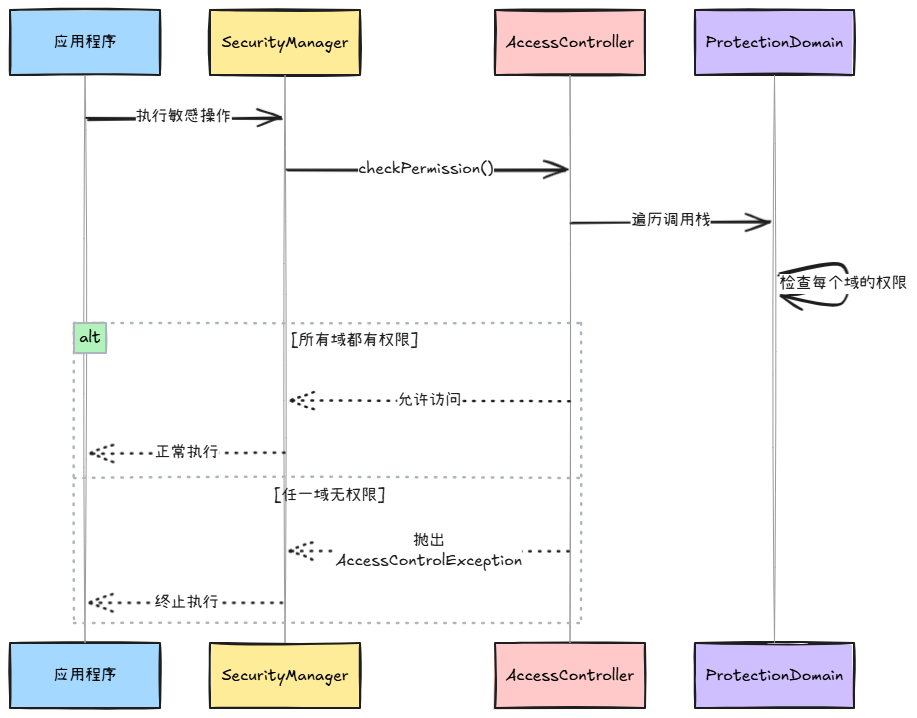 应用程序
SecurityManager
AccessController
ProtectionDomain
执行敏感操作
checkPermission()
遍历调用栈
检查每个域的权限
alt
[所有域都有权限]
允许访问
正常执行
[任一域无权限]
抛出
AccessControlException
终止执行
应用程序
SecurityManager
AccessController
ProtectionDomain